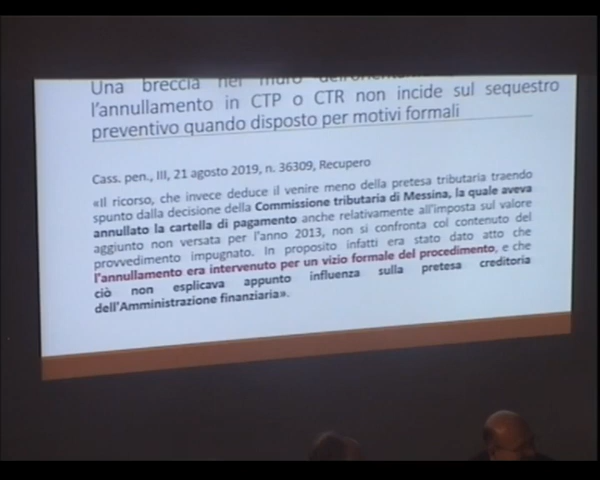 Una breccia nel muro
l'annullamento in CTP o CTR non incide sul sequestro
preventivo quando disposto per motivi formali
Cass. pen., III, 21 agosto 2019, n. 36309, Recupero
«Il ricorso, che invece deduce il venire meno della pretesa tributaria traendo
spunto dalla decisione della Commissione tributaria di Messina, la quale aveva
annullato la cartella di pagamento anche relativamente all'imposta sul valore
aggiunto non versata per l'anno 2013, non si confronta col contenuto del
provvedimento impugnato. In proposito infatti era stato dato atto che
l'annullamento era intervenuto per un vizio formale del procedimento, e che
ciò non esplicava appunto influenza sulla pretesa creditoria
dell'Amministrazione finanziaria».